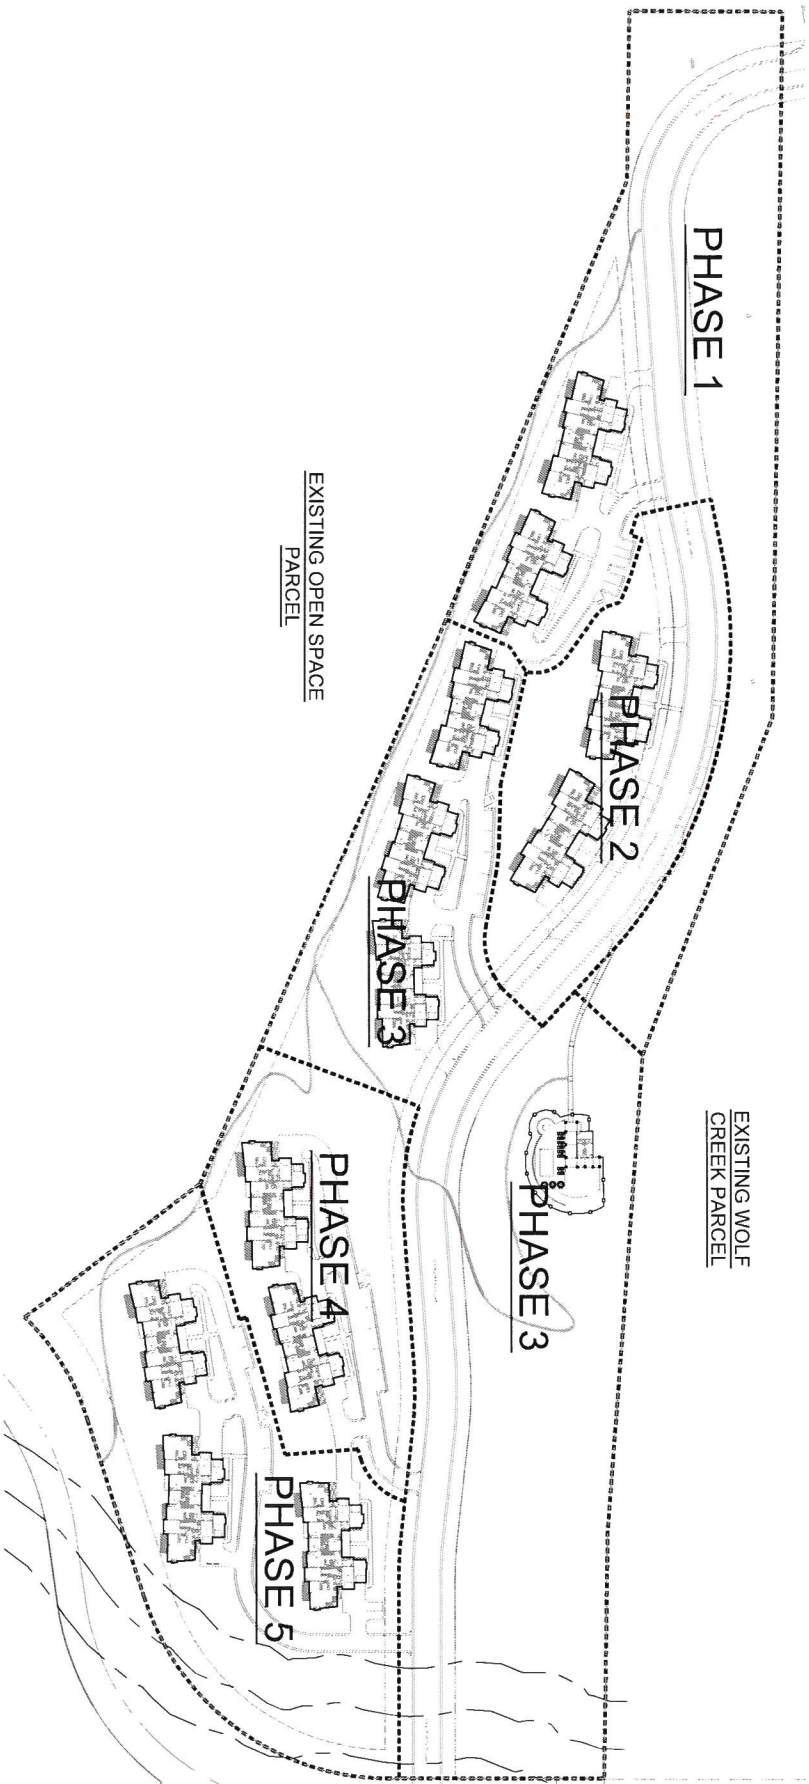 PHASE 1
EXISTING OPEN SPACE
PARCEL
PHASE 2
PHASE 3
EXISTING WOLF
CREEK PARCEL
PHASE 3
PHASE 4
PHASE 5